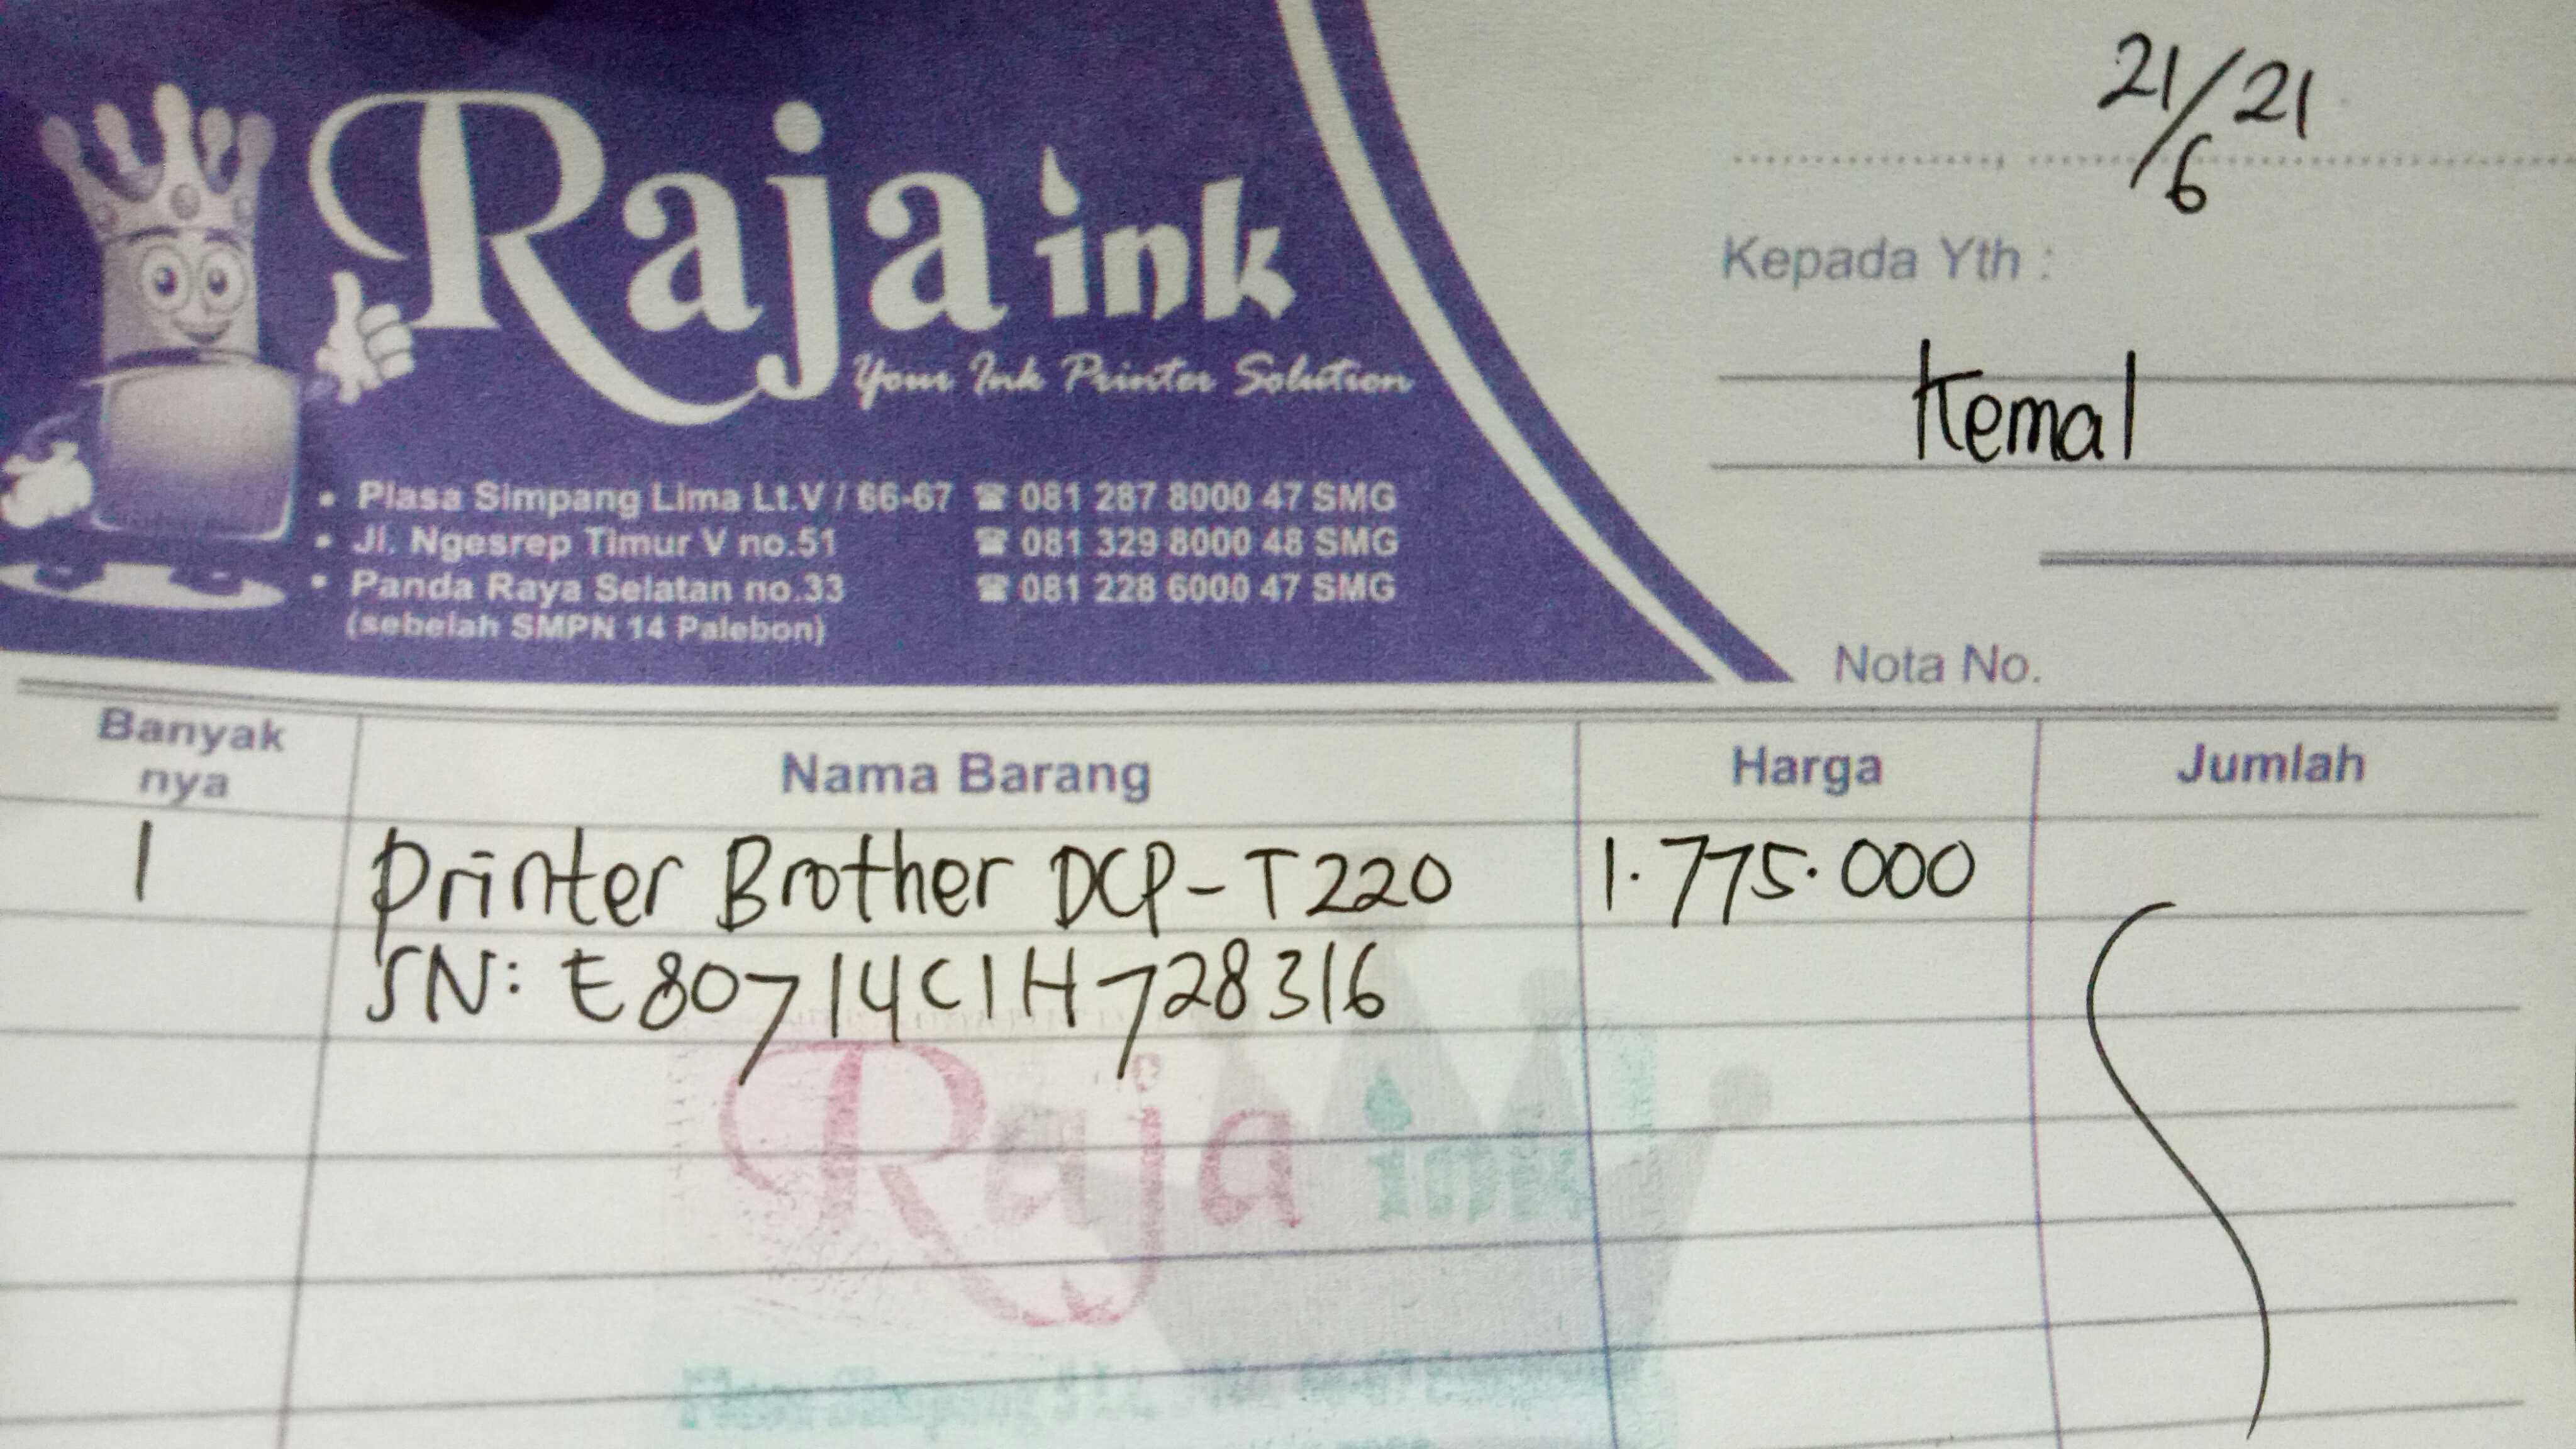 21/6 21
Raja ink
Your Ink Printer Solution
Kepada Yth :
Kemal
• Plasa Simpang Lima Lt.V / 66-67 ☎ 081 287 8000 47 SMG
• Jl. Ngesrep Timur V no.51 ☎ 081 329 8000 48 SMG
• Panda Raya Selatan no.33 ☎ 081 228 6000 47 SMG
(sebelah SMPN 14 Palebon)
Nota No.
Banyak nya Nama Barang Harga Jumlah
1 Printer Brother DCP-T220 1.775.000
SN: E80714C1H728316
Raja ink